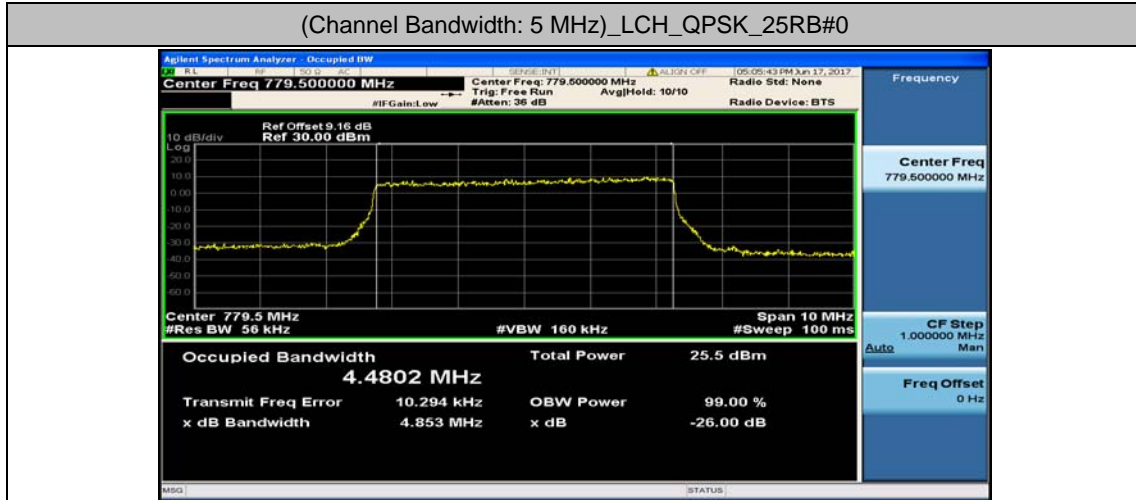 (Channel Bandwidth: 5 MHz)_LCH_QPSK_25RB#0
Agilent Spectrum Analyzer - Occupied BW
RL RF 50 Ω AC SENSE:INT ALIGN OFF 05:05:43 PM Jun 17, 2017
Center Freq 779.500000 MHz
Center Freq: 779.500000 MHz
Radio Std: None
Trig: Free Run Avg|Hold: 10/10
#IFGain:Low #Atten: 36 dB Radio Device: BTS
Ref Offset 9.16 dB
10 dB/div Ref 30.00 dBm
Log
20.0
10.0
0.00
-10.0
-20.0
-30.0
-40.0
-50.0
-60.0
Center 779.5 MHz Span 10 MHz
#Res BW 56 kHz #VBW 160 kHz #Sweep 100 ms
Occupied Bandwidth Total Power 25.5 dBm
4.4802 MHz
Transmit Freq Error 10.294 kHz OBW Power 99.00 %
x dB Bandwidth 4.853 MHz x dB -26.00 dB
MSG STATUS
Frequency
Center Freq
779.500000 MHz
CF Step
1.000000 MHz
Auto Man
Freq Offset
0 Hz